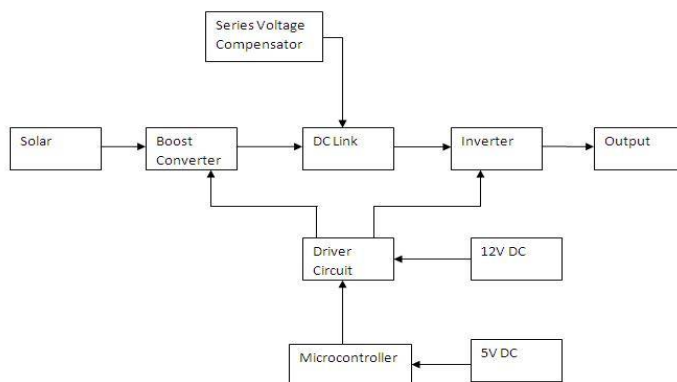 Series Voltage
Compensator
Solar
Boost
Converter
DC Link
Inverter
Output
Driver
Circuit
12V DC
Microcontroller
5V DC